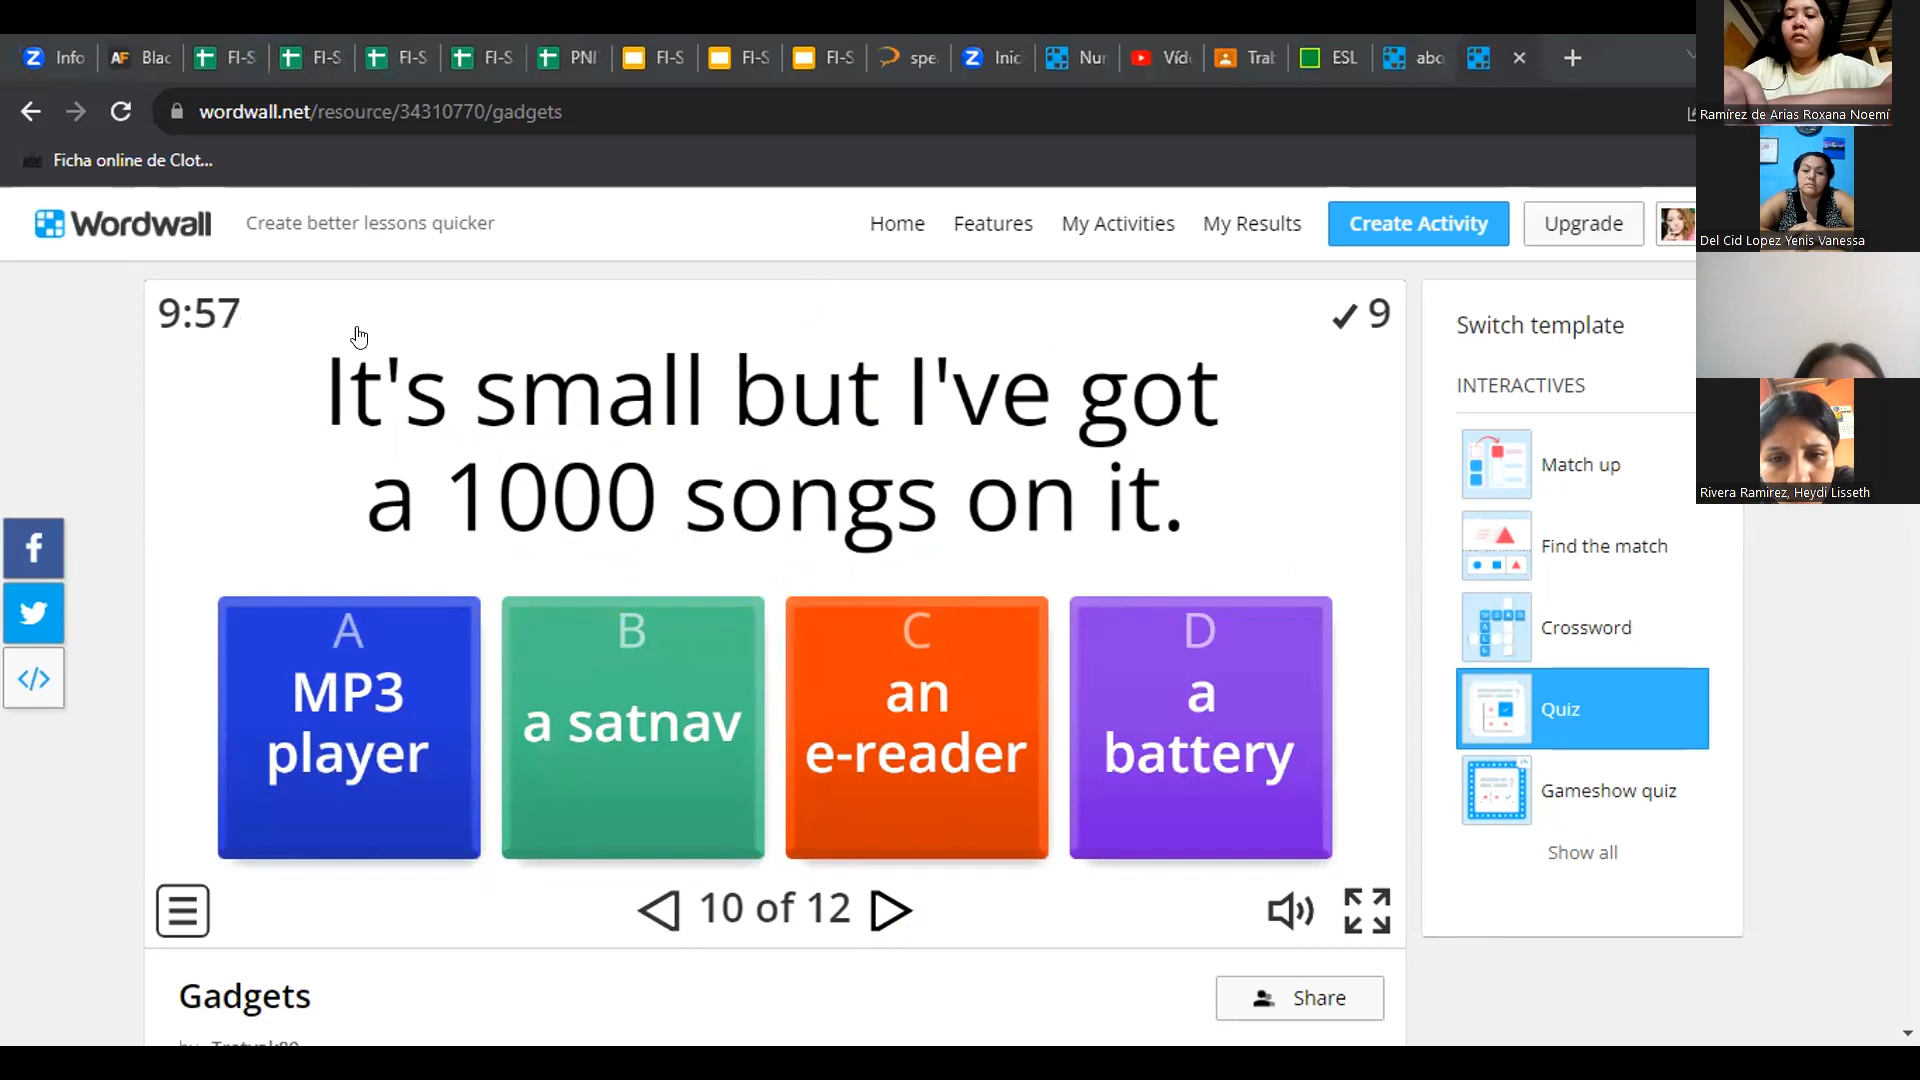 Info
Blac
FI-S
FI-S
FI-S
FI-S
PNI
FI-S
FI-S
FI-S
spe
Inic
Nur
Víde
Trat
ESL
abo
wordwall.net/resource/34310770/gadgets
Ficha online de Clot...
Wordwall
Create better lessons quicker
Home
Features
My Activities
My Results
Create Activity
Upgrade
9:57
9
It's small but I've got
a 1000 songs on it.
A
MP3
player
B
a satnav
C
an
e-reader
D
a
battery
10 of 12
Gadgets
Share
Switch template
INTERACTIVES
Match up
Find the match
Crossword
Quiz
Gameshow quiz
Show all
Ramírez de Arias Roxana Noemí
Del Cid Lopez Yenis Vanessa
Rivera Ramirez, Heydi Lisseth